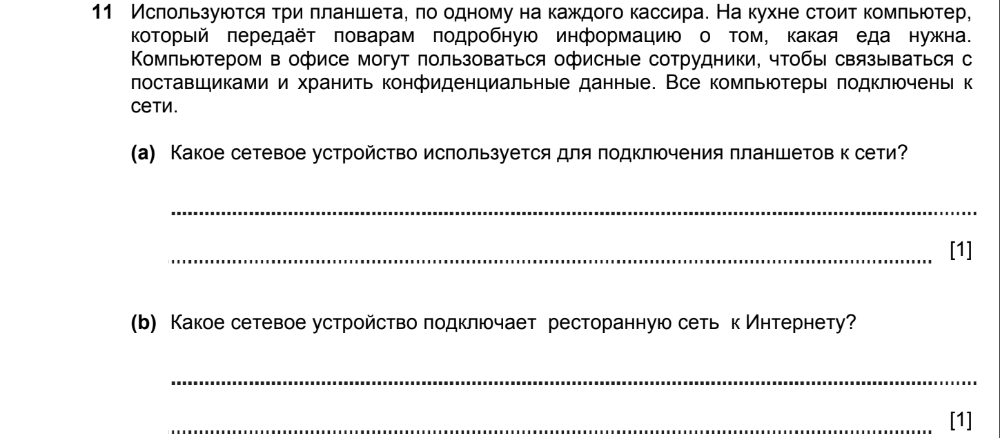 11 Используются три планшета, по одному на каждого кассира. На кухне стоит компьютер,
который передаёт поварам подробную информацию о том, какая еда нужна.
Компьютером в офисе могут пользоваться офисные сотрудники, чтобы связываться с
поставщиками и хранить конфиденциальные данные. Все компьютеры подключены к
сети.
(a) Какое сетевое устройство используется для подключения планшетов к сети?
[1]
(b) Какое сетевое устройство подключает ресторанную сеть к Интернету?
[1]